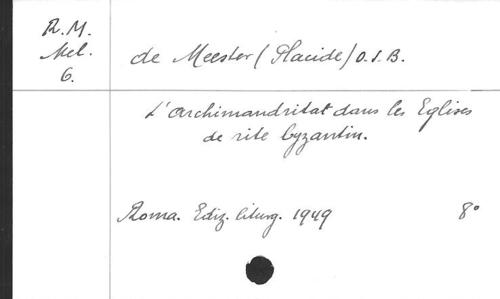 R.M.
Mel.
6.
de Meester (Placide) O.S.B.
L'archimandritat dans les Eglises
de rite byzantin.
Roma. Ediz. liturg. 1949 8°